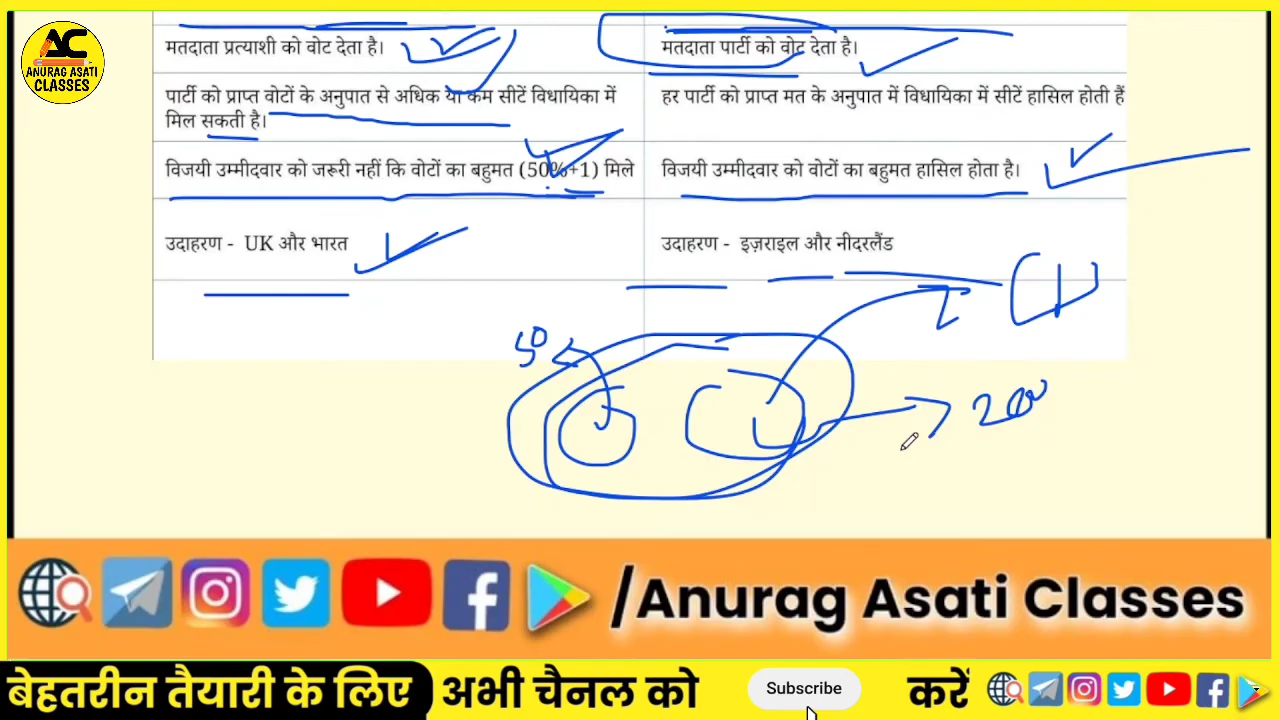 AC
ANURAG ASATI
CLASSES
मतदाता प्रत्याशी को वोट देता है।
मतदाता पार्टी को वोट देता है।
पार्टी को प्राप्त वोटों के अनुपात से अधिक या कम सीटें विधायिका में
मिल सकती है।
हर पार्टी को प्राप्त मत के अनुपात में विधायिका में सीटें हासिल होती हैं
विजयी उम्मीदवार को जरूरी नहीं कि वोटों का बहुमत (50%+1) मिले
विजयी उम्मीदवार को वोटों का बहुमत हासिल होता है।
उदाहरण - UK और भारत
उदाहरण - इज़राइल और नीदरलैंड
50
200
/Anurag Asati Classes
बेहतरीन तैयारी के लिए अभी चैनल को Subscribe करें